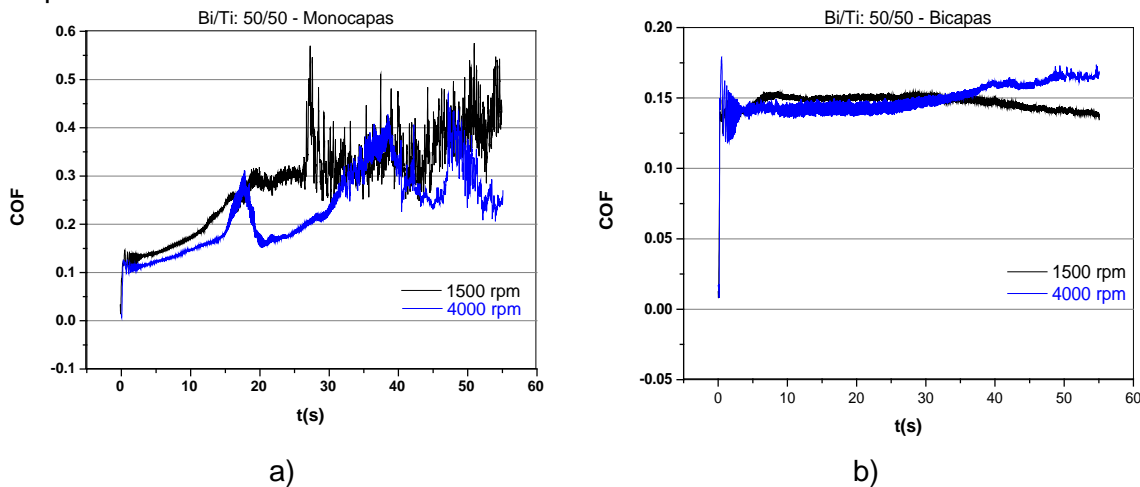 Bi/Ti: 50/50 - Monocapas
0.6
0.5
0.4
0.3
0.2
0.1
0.0
-0.1
COF
0 10 20 30 40 50 60
t(s)
1500 rpm
4000 rpm
a)
Bi/Ti: 50/50 - Bicapas
0.20
0.15
0.10
0.05
0.00
-0.05
COF
0 10 20 30 40 50 60
t(s)
1500 rpm
4000 rpm
b)